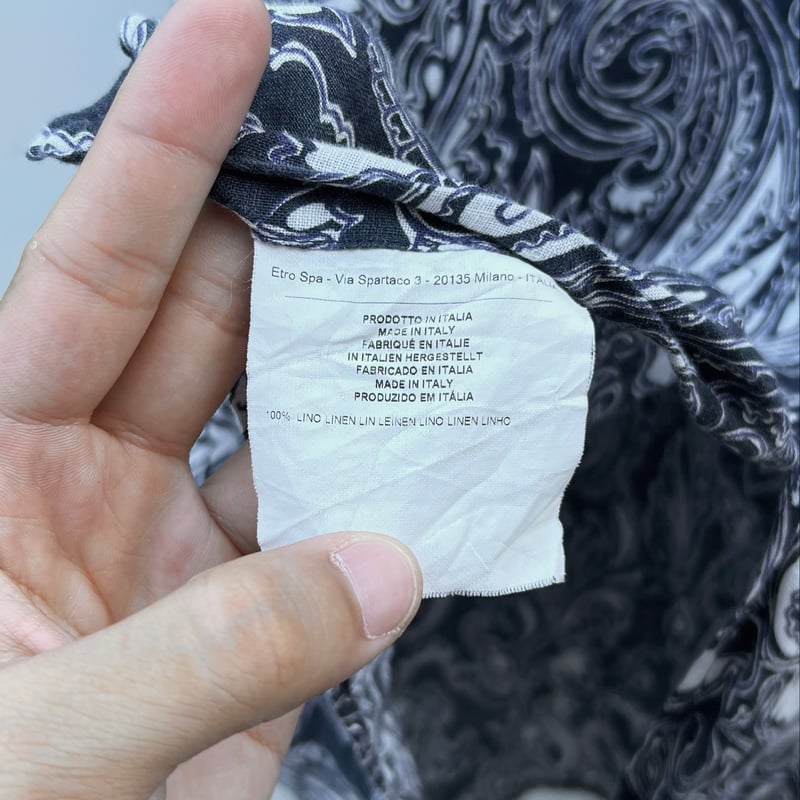 Etro Spa - Via Spartaco 3 - 20135 Milano - ITALIA
PRODOTTO IN ITALIA
MADE IN ITALY
FABRIQUÉ EN ITALIE
IN ITALIEN HERGESTELLT
FABRICADO EN ITALIA
MADE IN ITALY
PRODUZIDO EM ITÁLIA
100% LINO LINEN LIN LEINEN LINO LINEN LINHO